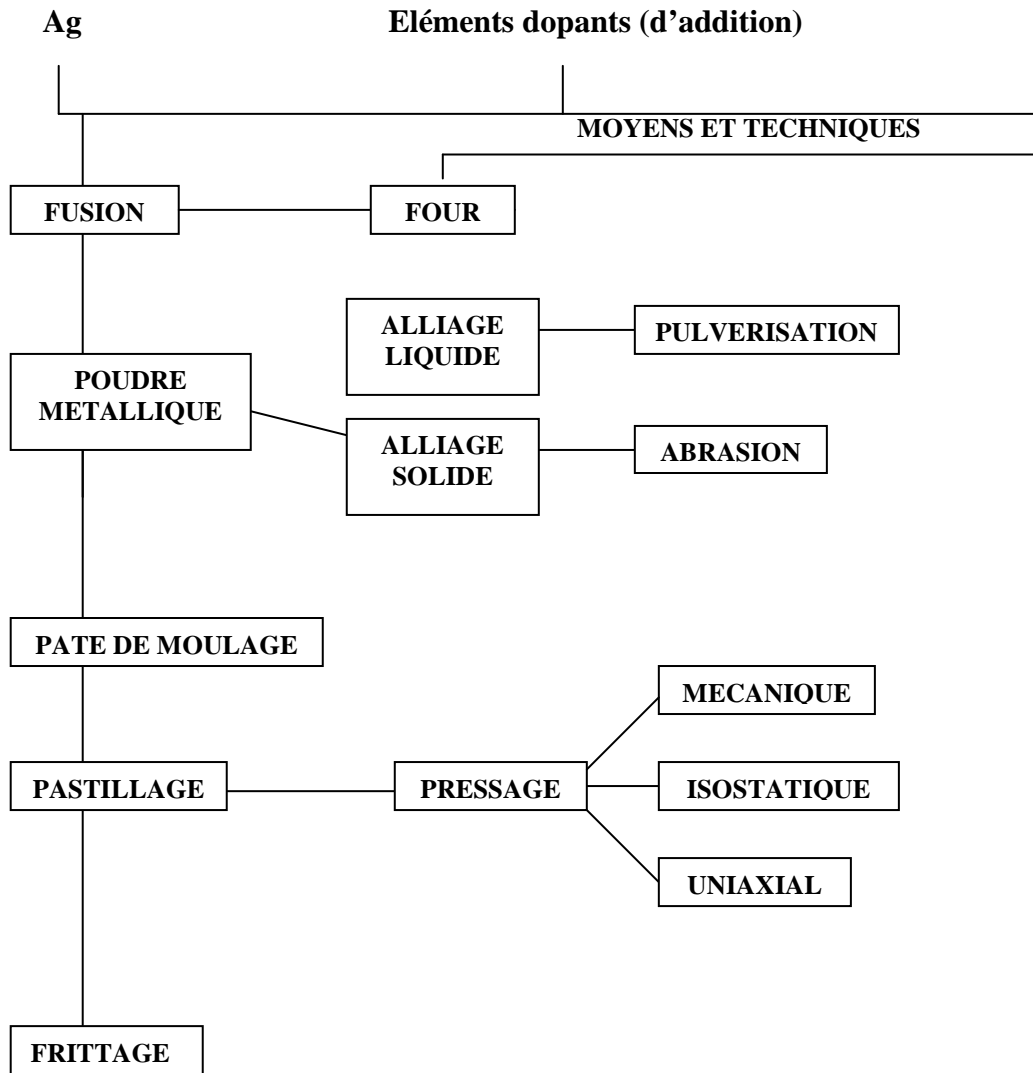 Ag
Eléments dopants (d’addition)
MOYENS ET TECHNIQUES
FUSION
FOUR
ALLIAGE
LIQUIDE
PULVERISATION
POUDRE
METALLIQUE
ALLIAGE
SOLIDE
ABRASION
PATE DE MOULAGE
MECANIQUE
PASTILLAGE
PRESSAGE
ISOSTATIQUE
UNIAXIAL
FRITTAGE